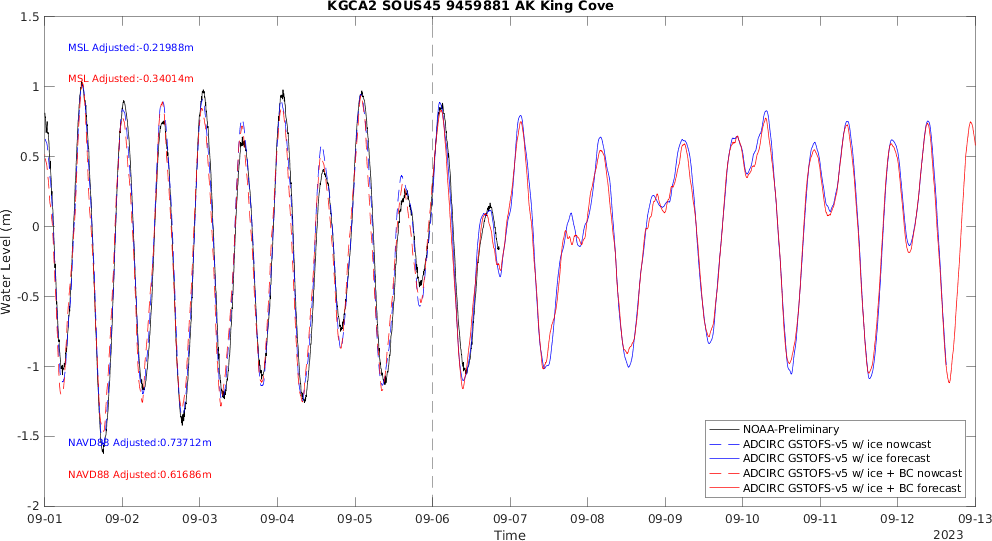 KGCA2 SOUS45 9459881 AK King Cove
1.5
1
0.5
0
-0.5
-1
-1.5
-2
Water Level (m)
MSL Adjusted:-0.21988m
MSL Adjusted:-0.34014m
NAVD88 Adjusted:0.73712m
NAVD88 Adjusted:0.61686m
NOAA-Preliminary
ADCIRC GSTOFS-v5 w/ ice nowcast
ADCIRC GSTOFS-v5 w/ ice forecast
ADCIRC GSTOFS-v5 w/ ice + BC nowcast
ADCIRC GSTOFS-v5 w/ ice + BC forecast
09-01 09-02 09-03 09-04 09-05 09-06 09-07 09-08 09-09 09-10 09-11 09-12 09-13
Time
2023